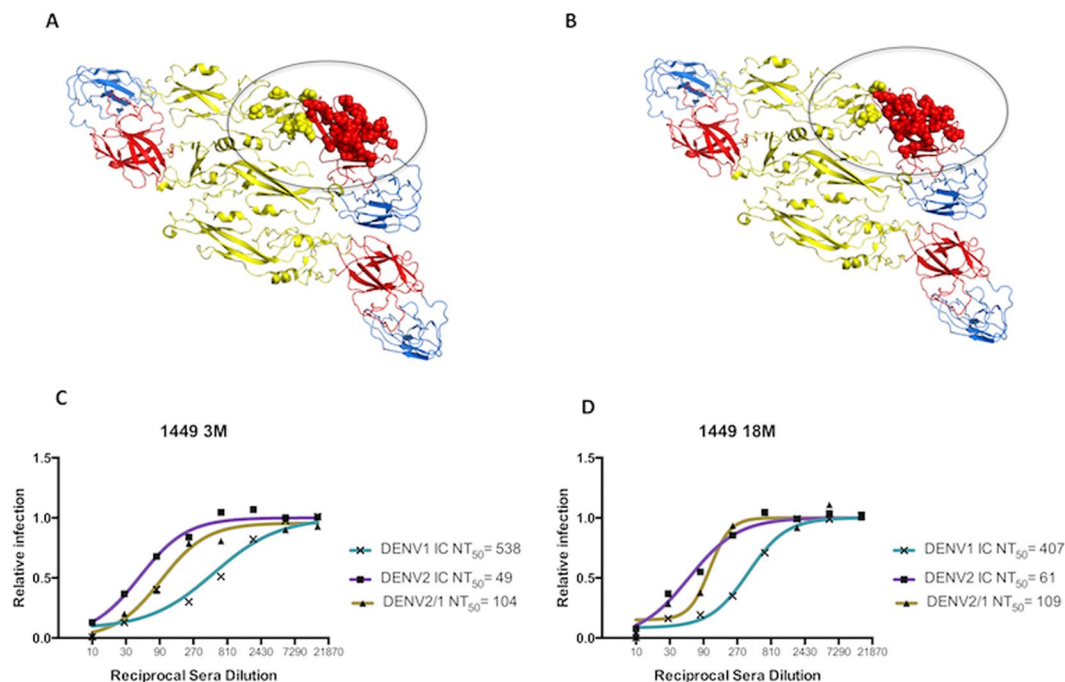 A
B
C
1449 3M
1.5
1.0
0.5
0.0
Relative infection
10 30 90 270 810 2430 7290 21870
Reciprocal Sera Dilution
DENV1 IC NT50= 538
DENV2 IC NT50= 49
DENV2/1 NT50= 104
D
1449 18M
1.5
1.0
0.5
0.0
Relative infection
10 30 90 270 810 2430 7290 21870
Reciprocal Sera Dilution
DENV1 IC NT50= 407
DENV2 IC NT50= 61
DENV2/1 NT50= 109